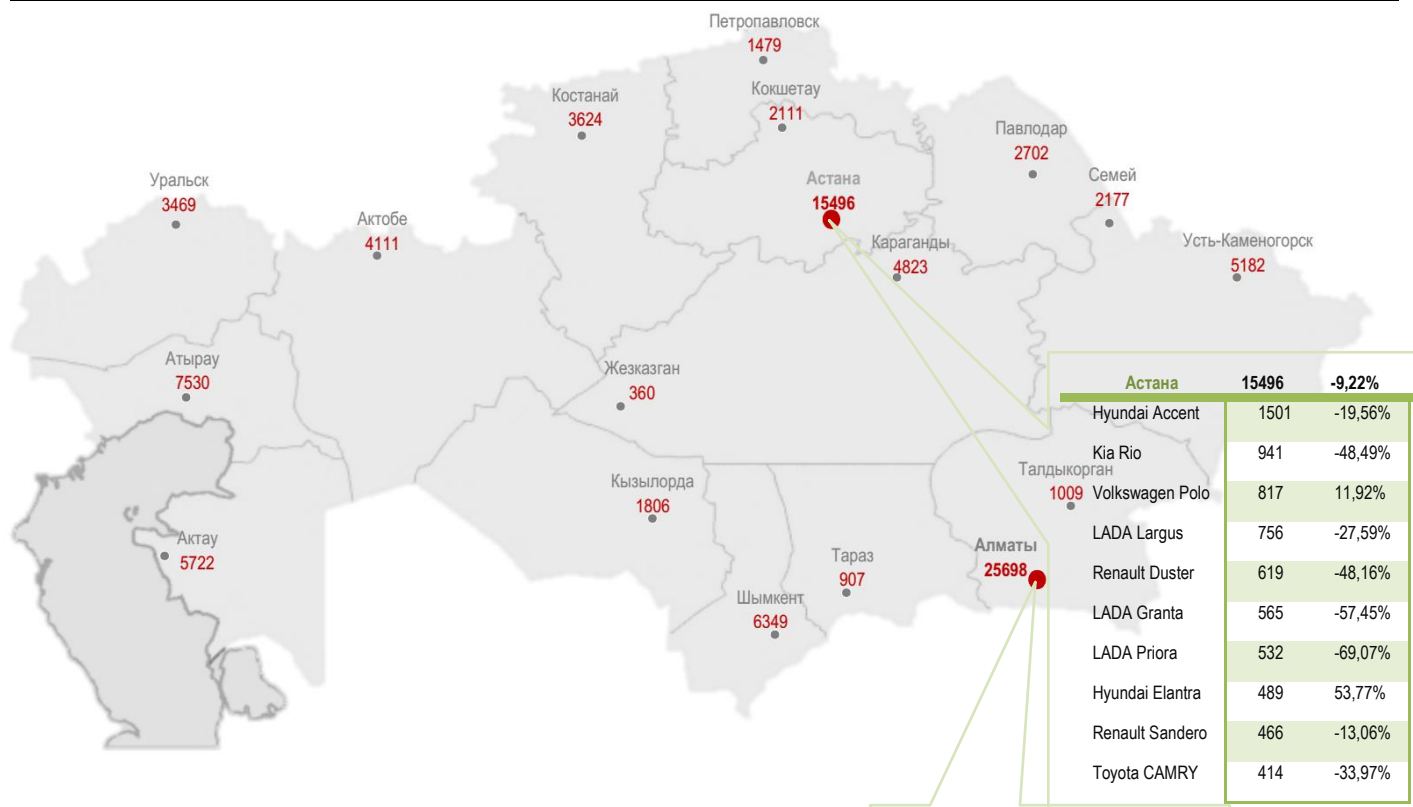 Петропавловск
1479
Костанай
3624
Кокшетау
2111
Павлодар
2702
Семей
2177
Уральск
3469
Астана
15496
Актобе
4111
Караганды
4823
Усть-Каменогорск
5182
Атырау
7530
Жезказган
360
Кызылорда
1806
Талдыкорган
1009
Актау
5722
Алматы
25698
Тараз
907
Шымкент
6349
Астана 15496 -9,22%
Hyundai Accent 1501 -19,56%
Kia Rio 941 -48,49%
Volkswagen Polo 817 11,92%
LADA Largus 756 -27,59%
Renault Duster 619 -48,16%
LADA Granta 565 -57,45%
LADA Priora 532 -69,07%
Hyundai Elantra 489 53,77%
Renault Sandero 466 -13,06%
Toyota CAMRY 414 -33,97%